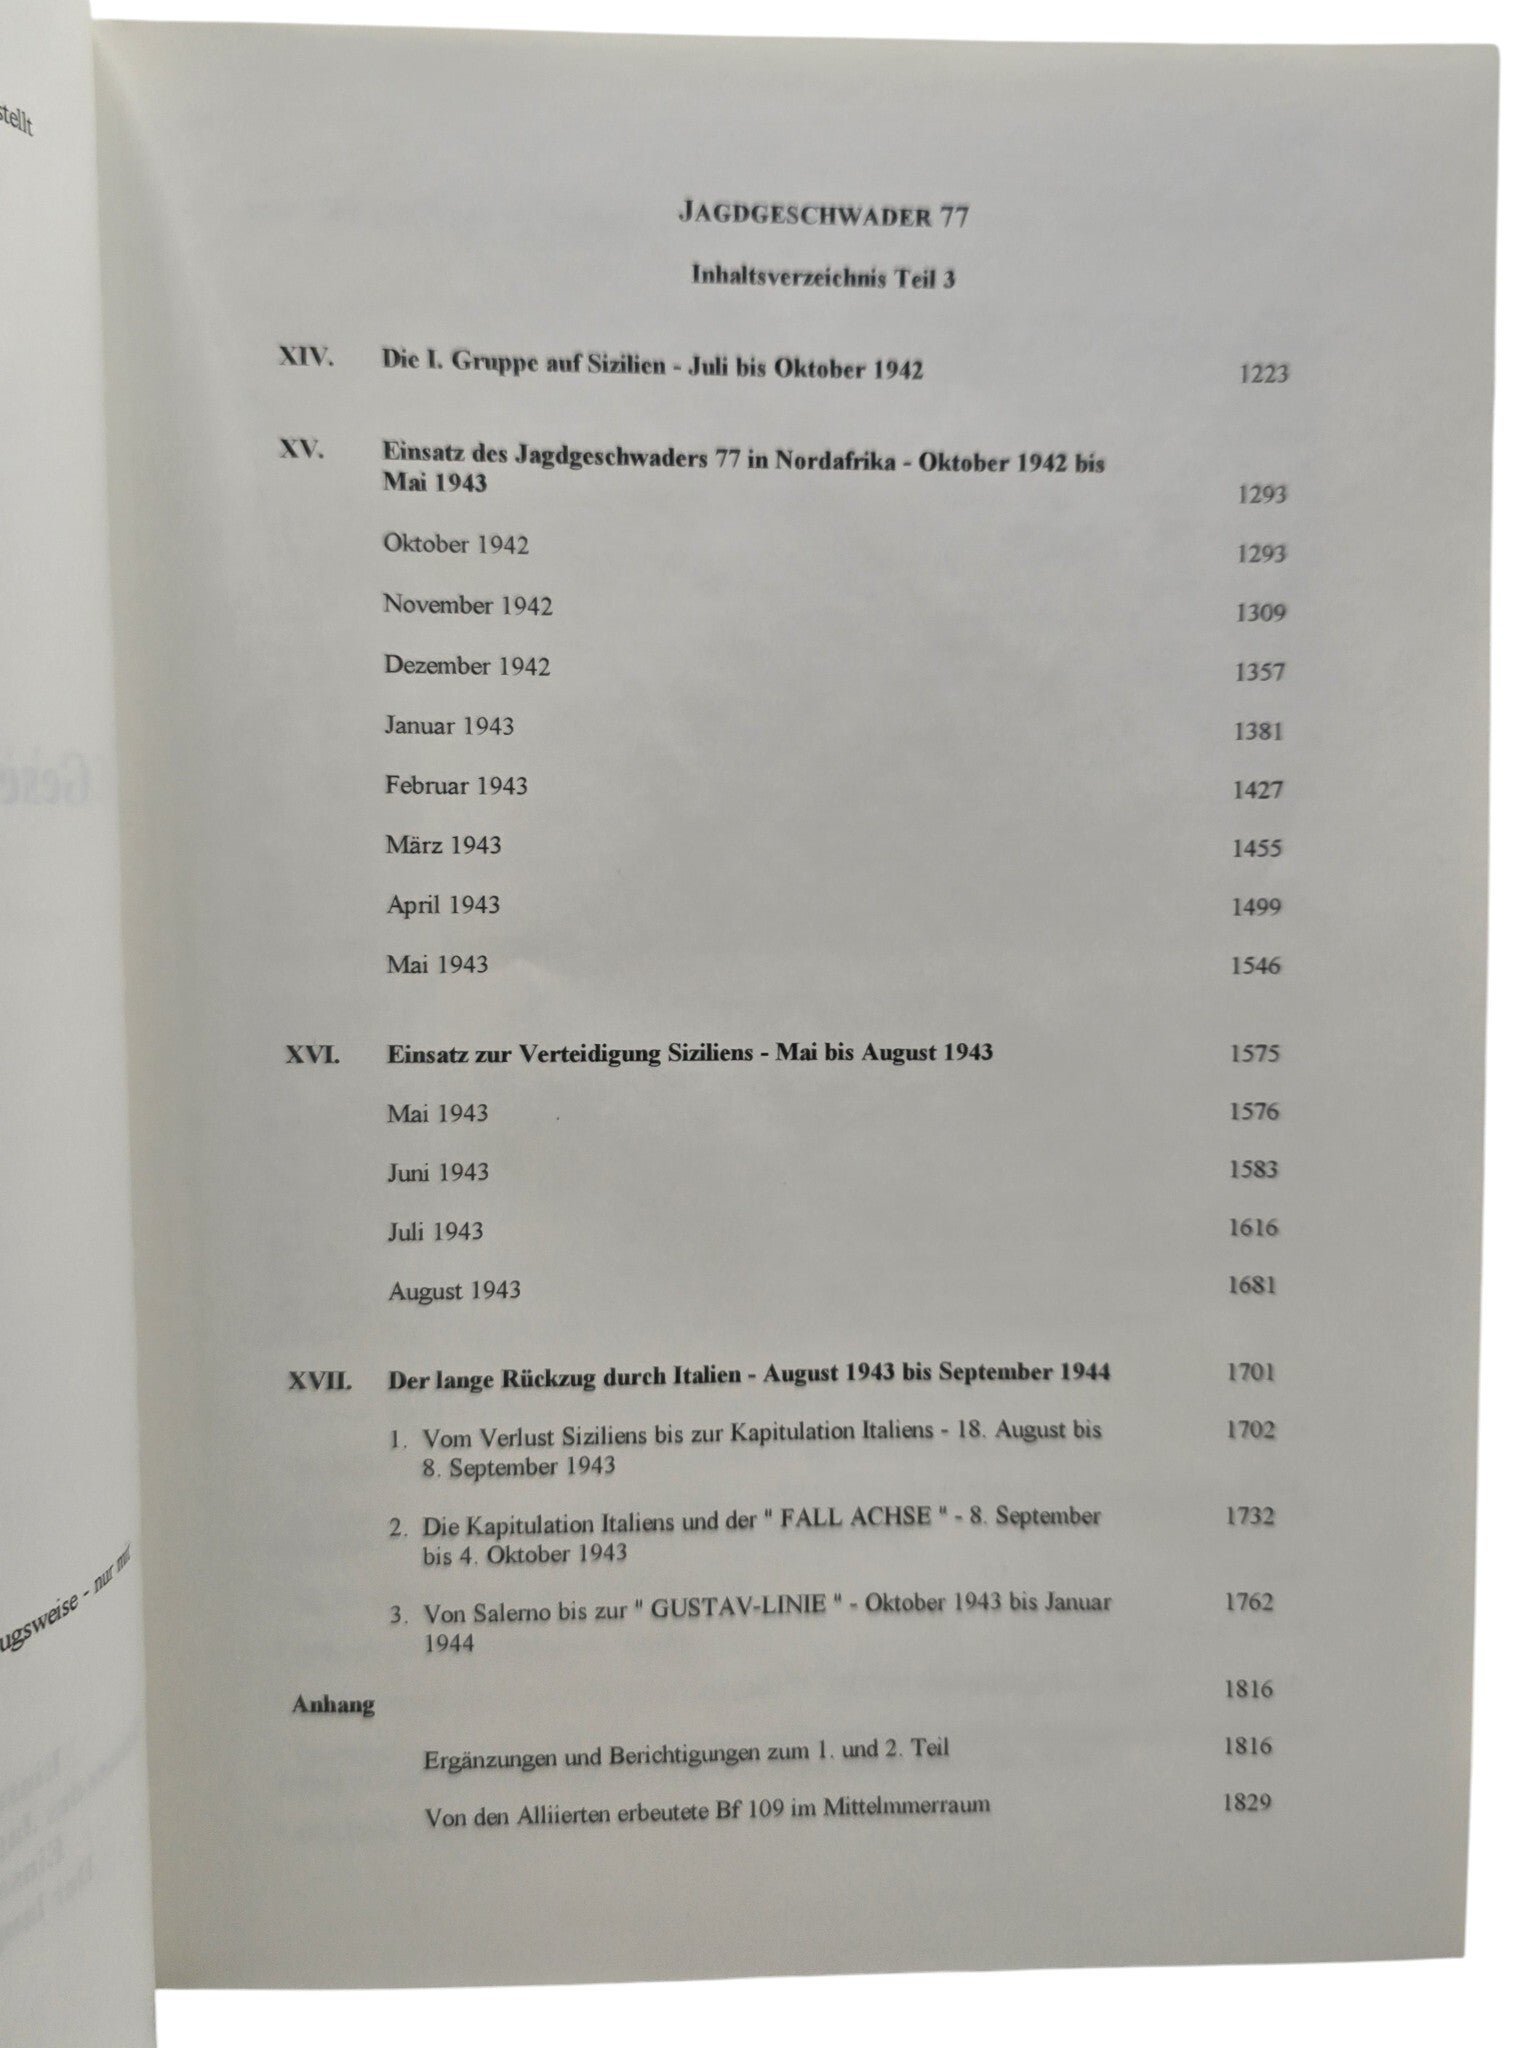 stellt
ugsweise - nur mit
JAGDGESCHWADER 77
Inhaltsverzeichnis Teil 3
XIV. Die I. Gruppe auf Sizilien - Juli bis Oktober 1942 1223
XV. Einsatz des Jagdgeschwaders 77 in Nordafrika - Oktober 1942 bis
Mai 1943 1293
Oktober 1942 1293
November 1942 1309
Dezember 1942 1357
Januar 1943 1381
Februar 1943 1427
März 1943 1455
April 1943 1499
Mai 1943 1546
XVI. Einsatz zur Verteidigung Siziliens - Mai bis August 1943 1575
Mai 1943 1576
Juni 1943 1583
Juli 1943 1616
August 1943 1681
XVII. Der lange Rückzug durch Italien - August 1943 bis September 1944 1701
1. Vom Verlust Siziliens bis zur Kapitulation Italiens - 18. August bis 1702
8. September 1943
2. Die Kapitulation Italiens und der " FALL ACHSE " - 8. September 1732
bis 4. Oktober 1943
3. Von Salerno bis zur " GUSTAV-LINIE " - Oktober 1943 bis Januar 1762
1944
Anhang 1816
Ergänzungen und Berichtigungen zum 1. und 2. Teil 1816
Von den Alliierten erbeutete Bf 109 im Mittelmmerraum 1829